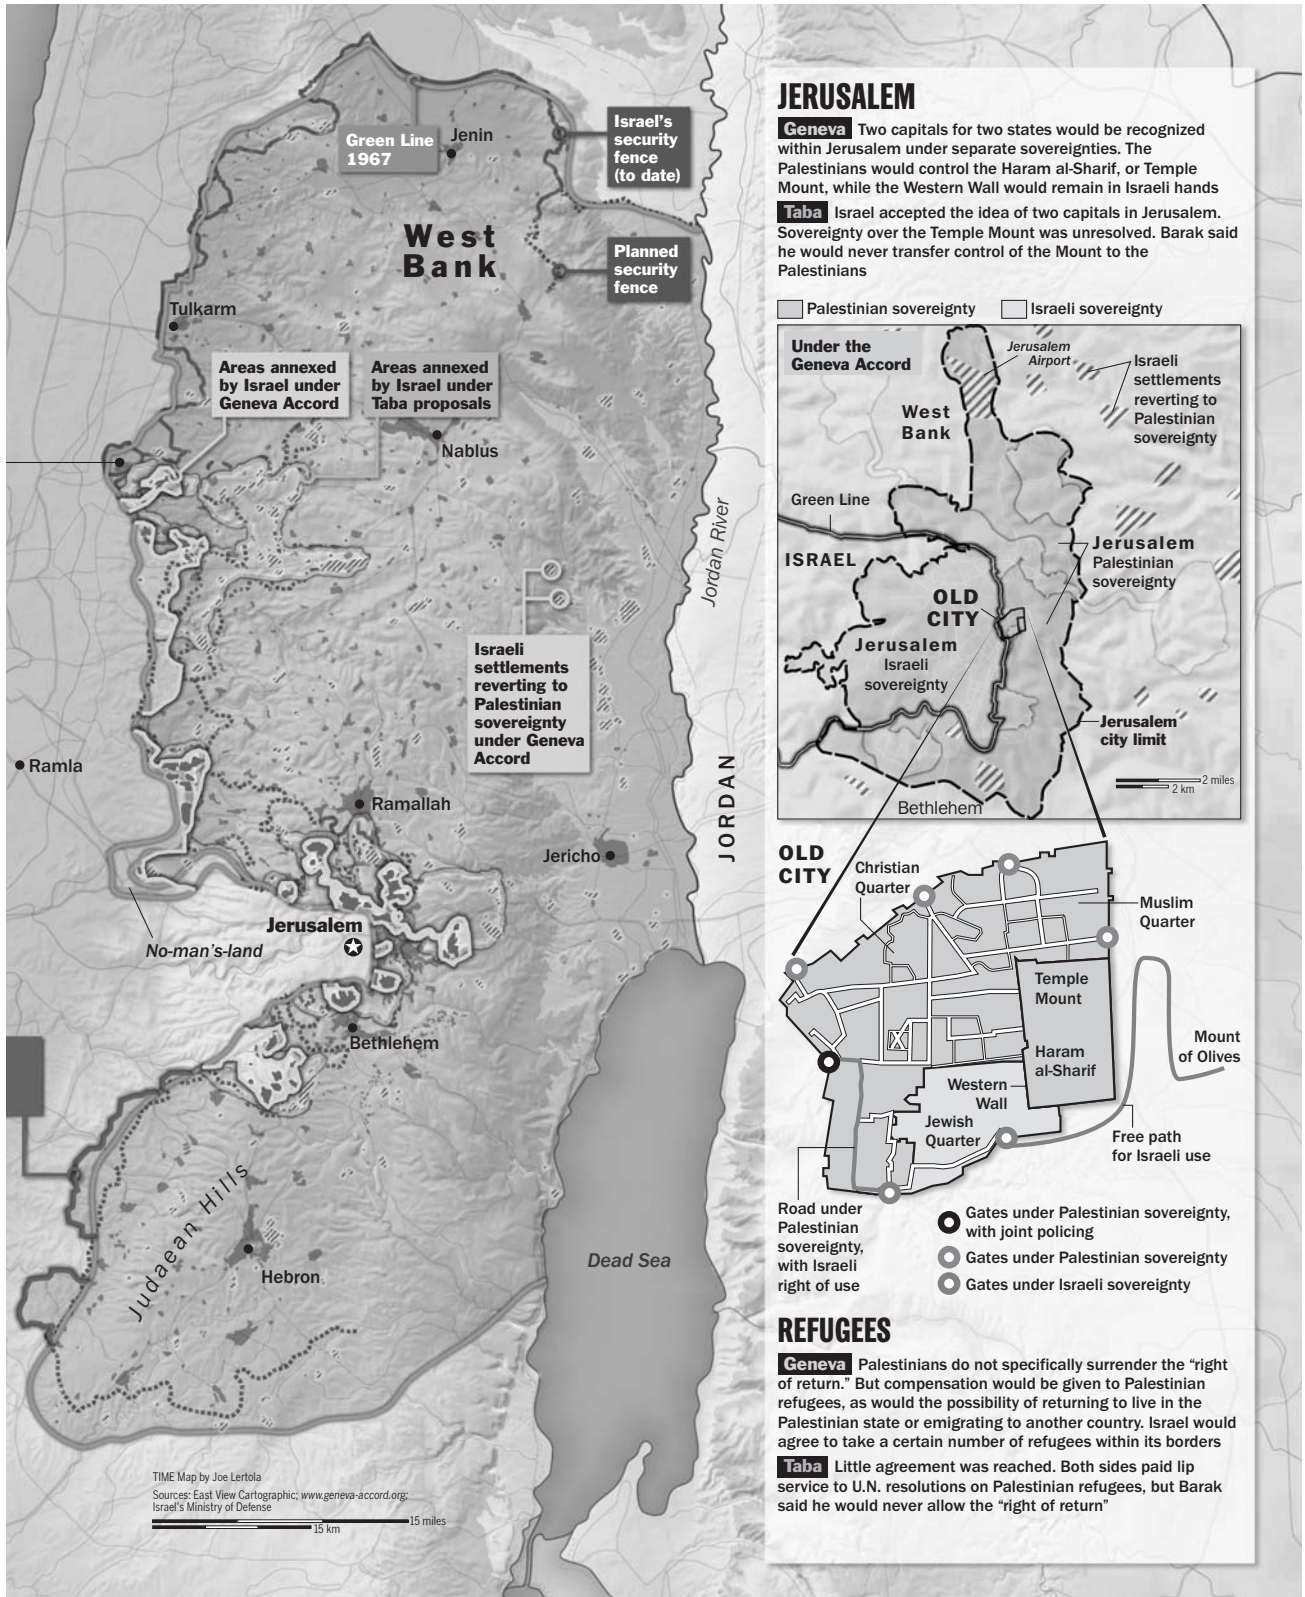 Green Line
1967
Jenin
Israel's
security
fence
(to date)
West
Bank
Planned
security
fence
Tulkarm
Areas annexed
by Israel under
Geneva Accord
Areas annexed
by Israel under
Taba proposals
Nablus
Jordan River
Israeli
settlements
reverting to
Palestinian
sovereignty
under Geneva
Accord
Ramla
Ramallah
JORDAN
Jericho
Jerusalem
No-man's-land
Bethlehem
Judaean Hills
Hebron
Dead Sea
TIME Map by Joe Lertola
Sources: East View Cartographic; www.geneva-accord.org;
Israel's Ministry of Defense
15 miles
15 km
JERUSALEM
Geneva Two capitals for two states would be recognized
within Jerusalem under separate sovereignties. The
Palestinians would control the Haram al-Sharif, or Temple
Mount, while the Western Wall would remain in Israeli hands
Taba Israel accepted the idea of two capitals in Jerusalem.
Sovereignty over the Temple Mount was unresolved. Barak said
he would never transfer control of the Mount to the
Palestinians
Palestinian sovereignty Israeli sovereignty
Under the
Geneva Accord
Jerusalem
Airport
Israeli
settlements
reverting to
Palestinian
sovereignty
West
Bank
Green Line
ISRAEL
Jerusalem
Palestinian
sovereignty
OLD
CITY
Jerusalem
Israeli
sovereignty
Jerusalem
city limit
2 miles
2 km
Bethlehem
OLD
CITY
Christian
Quarter
Muslim
Quarter
Temple
Mount
Haram
al-Sharif
Mount
of Olives
Western
Wall
Jewish
Quarter
Free path
for Israeli use
Road under
Palestinian
sovereignty,
with Israeli
right of use
Gates under Palestinian sovereignty,
with joint policing
Gates under Palestinian sovereignty
Gates under Israeli sovereignty
REFUGEES
Geneva Palestinians do not specifically surrender the “right
of return.” But compensation would be given to Palestinian
refugees, as would the possibility of returning to live in the
Palestinian state or emigrating to another country. Israel would
agree to take a certain number of refugees within its borders
Taba Little agreement was reached. Both sides paid lip
service to U.N. resolutions on Palestinian refugees, but Barak
said he would never allow the “right of return”